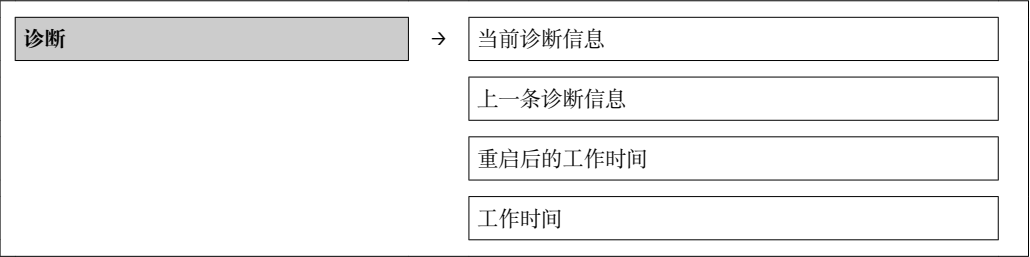 诊断 → 当前诊断信息
上一条诊断信息
重启后的工作时间
工作时间